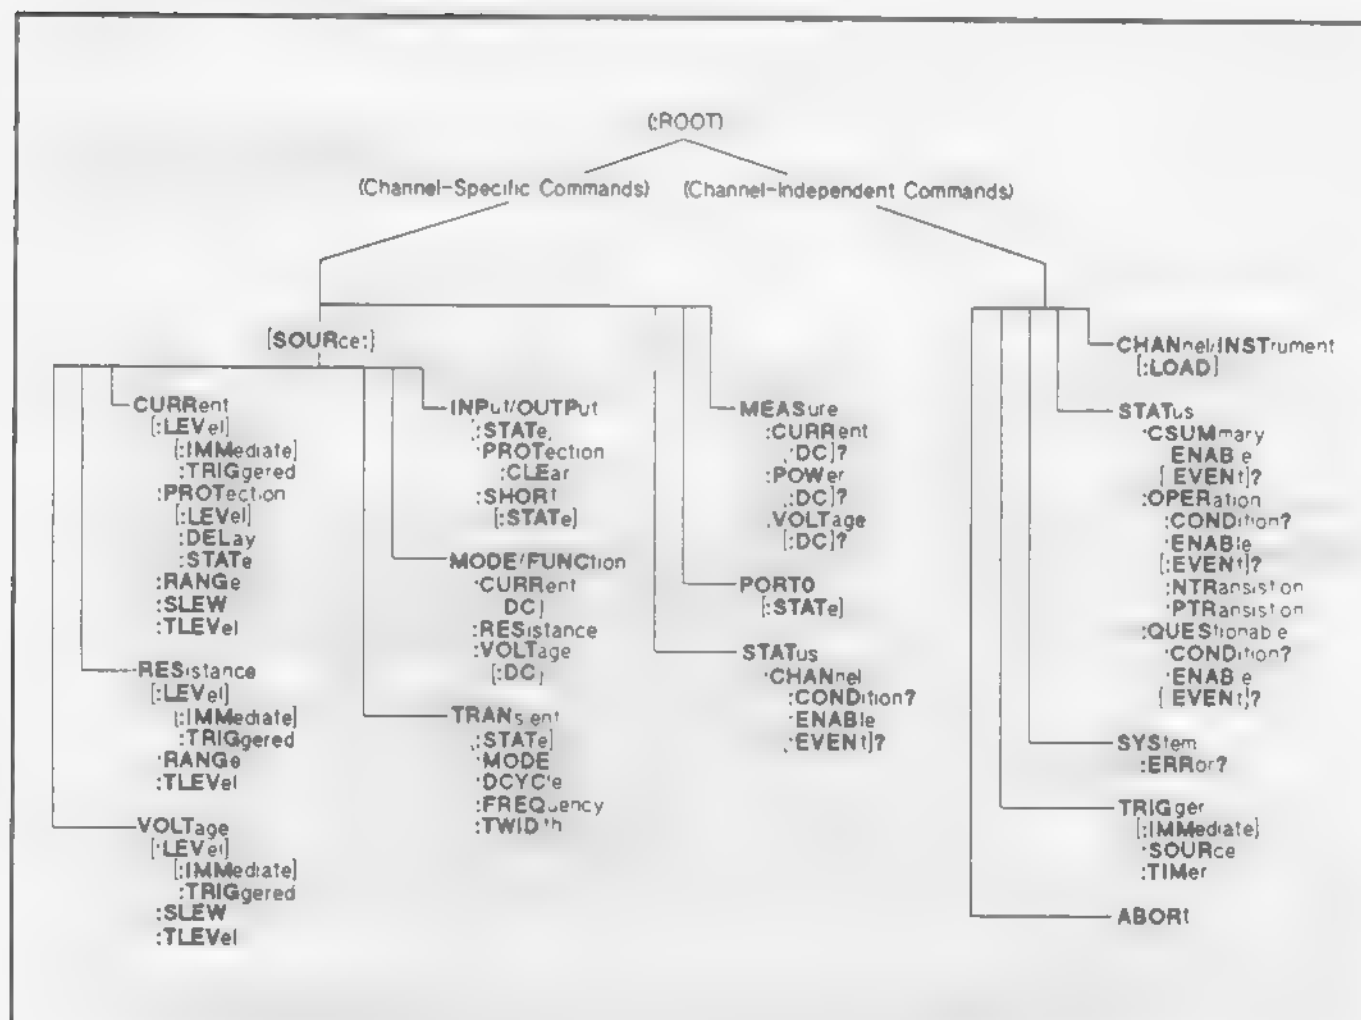 (:ROOT)
(Channel-Specific Commands)
(Channel-Independent Commands)
[SOURce:]
CURRent
[:LEVel]
[:IMMediate]
:TRIGgered
:PROTection
[:LEVel]
:DELay
:STATe
:RANGe
:SLEW
:TLEVel
RESistance
[:LEVel]
[:IMMediate]
:TRIGgered
:RANGe
:TLEVel
VOLTage
[:LEVel]
[:IMMediate]
:TRIGgered
:SLEW
:TLEVel
INPut/OUTPut
[:STATe]
:PROTection
:CLEar
:SHORt
[:STATe]
MODE/FUNCtion
:CURRent
DC]
:RESistance
:VOLTage
[:DC]
TRANsient
[:STATe]
:MODE
:DCYCle
:FREQuency
:TWIDth
MEASure
:CURRent
[:DC]?
:POWer
[:DC]?
:VOLTage
[:DC]?
PORT0
[:STATe]
STATus
:CHANnel
:CONDition?
:ENABle
[:EVENt]?
CHANnel/INSTrument
[:LOAD]
STATus
:CSUMmary
ENABle
[ EVENt]?
:OPERation
:CONDition?
:ENABle
[:EVENt]?
:NTRansistion
:PTRansistion
:QUEStionable
:CONDition?
:ENABle
[ EVENt]?
SYStem
:ERRor?
TRIGger
[:IMMediate]
:SOURce
:TIMer
ABORt